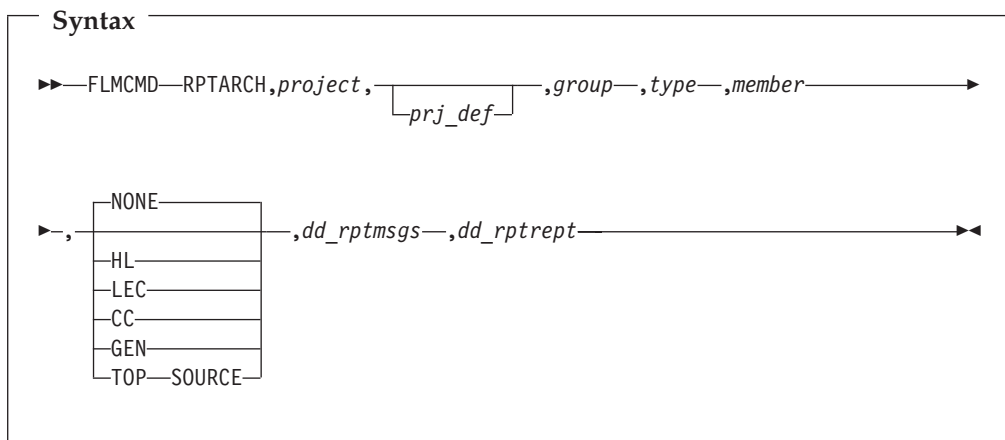 Syntax
FLMCMD RPTARCH,project, ,group ,type ,member
prj_def
NONE
, ,dd_rptmsgs ,dd_rptrept
HL
LEC
CC
GEN
TOP SOURCE